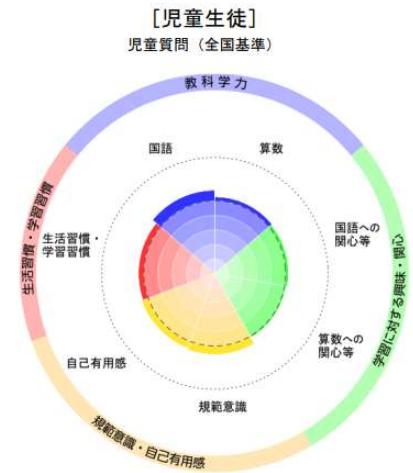 [児童生徒]
児童質問（全国基準）
教科学力
国語
算数
生活習慣・学習習慣
生活習慣・
学習習慣
国語への
関心等
学習に対する興味・関心
算数への
関心等
自己有用感
規範意識
規範意識・自己有用感